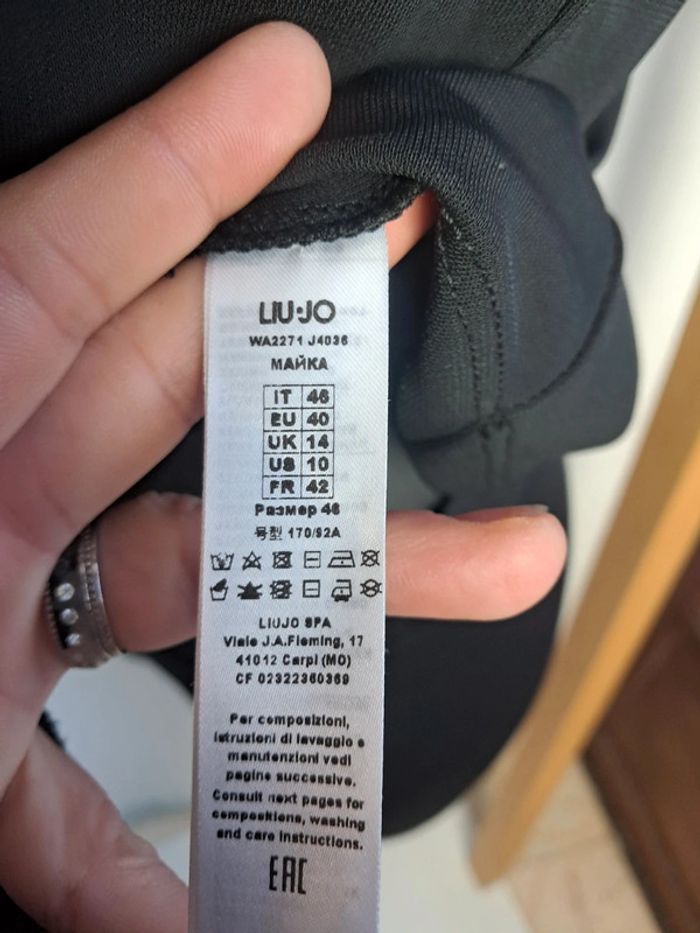 LIU·JO
WA2271 J4036
МАЙКА
IT 46
EU 40
UK 14
US 10
FR 42
Размер 46
号型 170/92A
LIUJO SPA
Viale J.A.Fleming, 17
41012 Carpi (MO)
CF 02322360369
Per composizioni,
istruzioni di lavaggio e
manutenzioni vedi
pagine successive.
Consult next pages for
compositions, washing
and care instructions.
EAC